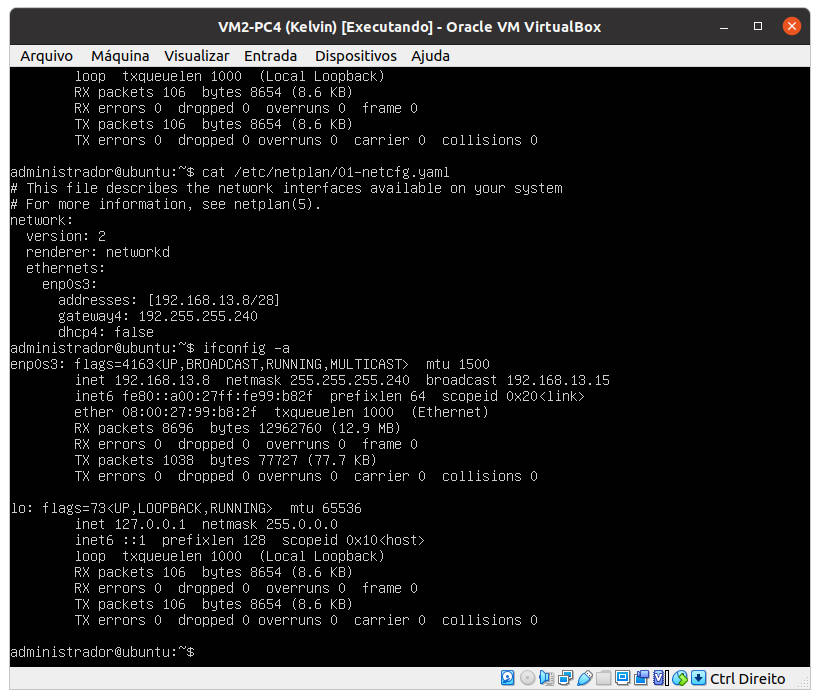 VM2-PC4 (Kelvin) [Executando] - Oracle VM VirtualBox
Arquivo Máquina Visualizar Entrada Dispositivos Ajuda
        loop  txqueuelen 1000  (Local Loopback)
        RX packets 106  bytes 8654 (8.6 KB)
        RX errors 0  dropped 0  overruns 0  frame 0
        TX packets 106  bytes 8654 (8.6 KB)
        TX errors 0  dropped 0 overruns 0  carrier 0  collisions 0
administrador@ubuntu:~$ cat /etc/netplan/01-netcfg.yaml
# This file describes the network interfaces available on your system
# For more information, see netplan(5).
network:
  version: 2
  renderer: networkd
  ethernets:
    enp0s3:
      addresses: [192.168.13.8/28]
      gateway4: 192.255.255.240
      dhcp4: false
administrador@ubuntu:~$ ifconfig -a
enp0s3: flags=4163<UP,BROADCAST,RUNNING,MULTICAST>  mtu 1500
        inet 192.168.13.8  netmask 255.255.255.240  broadcast 192.168.13.15
        inet6 fe80::a00:27ff:fe99:b82f  prefixlen 64  scopeid 0x20<link>
        ether 08:00:27:99:b8:2f  txqueuelen 1000  (Ethernet)
        RX packets 8696  bytes 12962760 (12.9 MB)
        RX errors 0  dropped 0  overruns 0  frame 0
        TX packets 1038  bytes 77727 (77.7 KB)
        TX errors 0  dropped 0 overruns 0  carrier 0  collisions 0
lo: flags=73<UP,LOOPBACK,RUNNING>  mtu 65536
        inet 127.0.0.1  netmask 255.0.0.0
        inet6 ::1  prefixlen 128  scopeid 0x10<host>
        loop  txqueuelen 1000  (Local Loopback)
        RX packets 106  bytes 8654 (8.6 KB)
        RX errors 0  dropped 0  overruns 0  frame 0
        TX packets 106  bytes 8654 (8.6 KB)
        TX errors 0  dropped 0 overruns 0  carrier 0  collisions 0
administrador@ubuntu:~$
Ctrl Direito